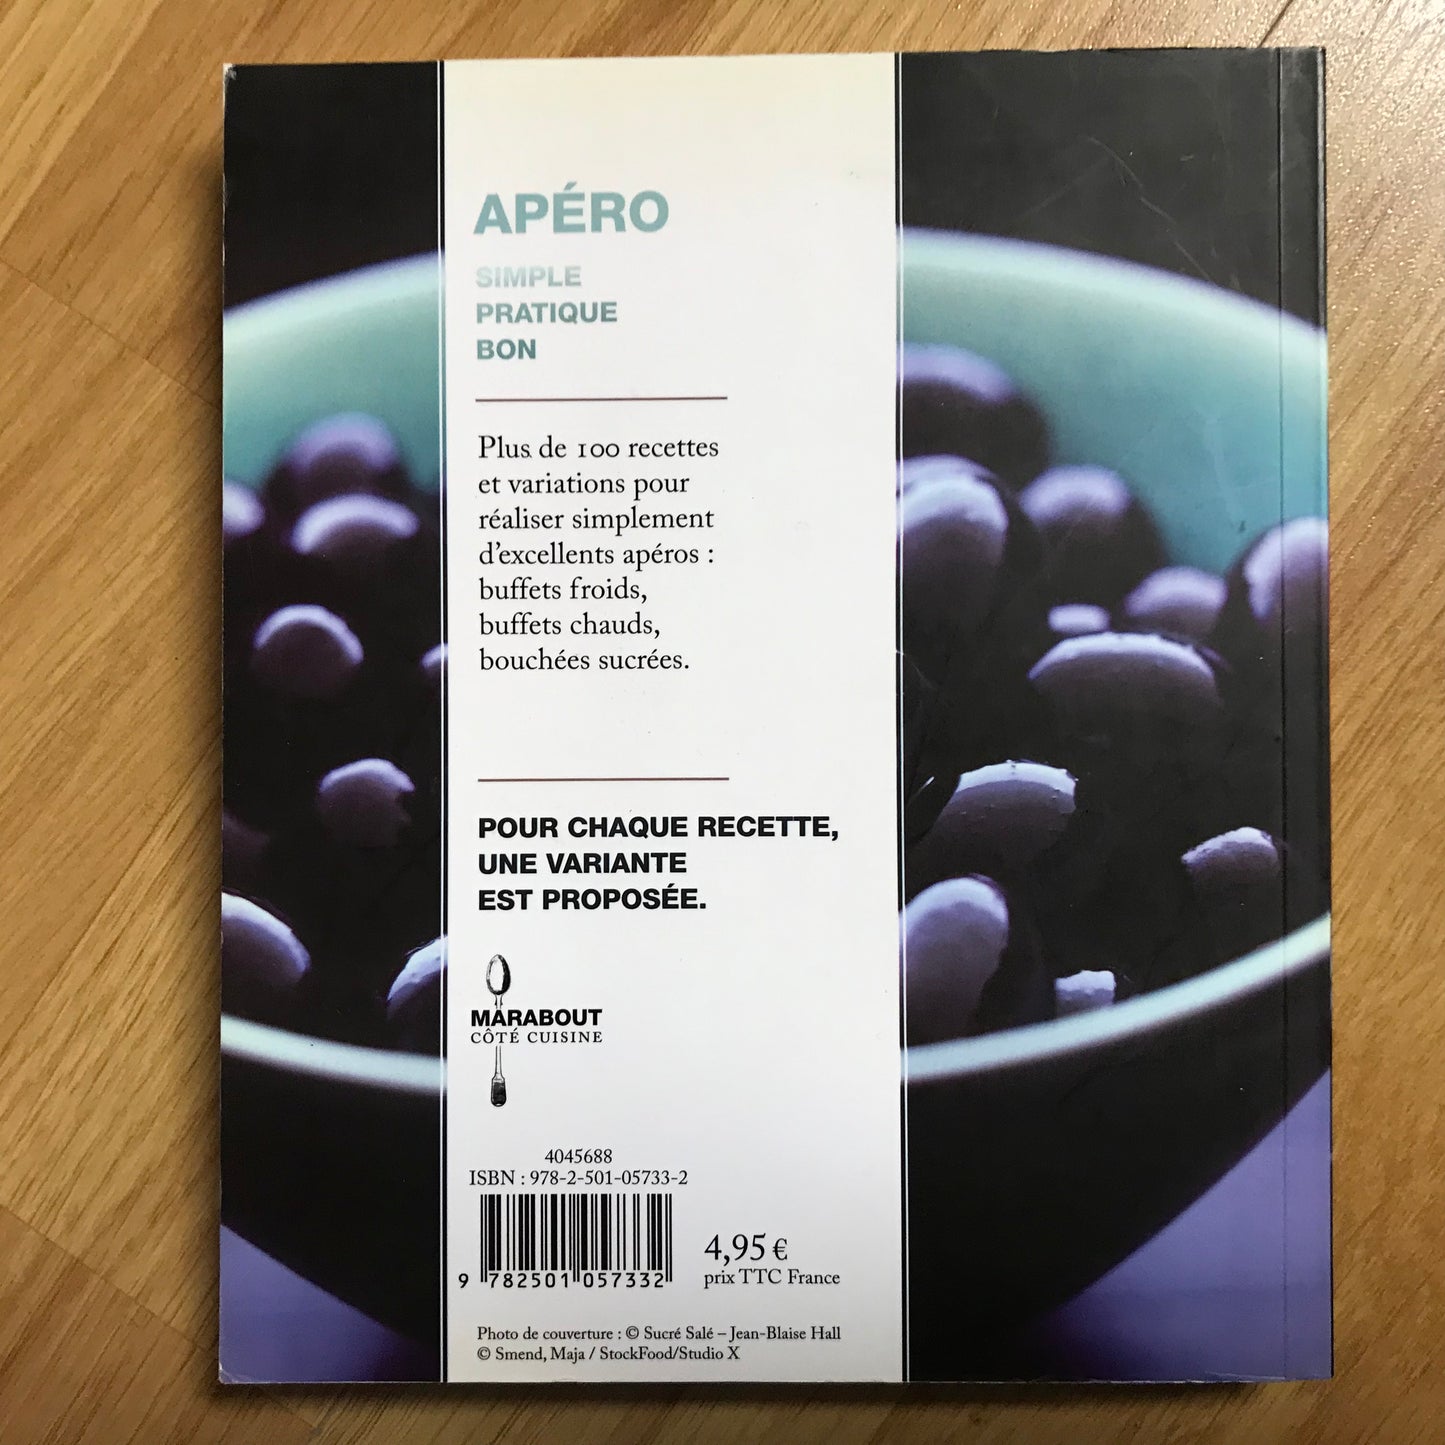 APÉRO
SIMPLE
PRATIQUE
BON
Plus de 100 recettes
et variations pour
réaliser simplement
d'excellents apéros :
buffets froids,
buffets chauds,
bouchées sucrées.
POUR CHAQUE RECETTE,
UNE VARIANTE
EST PROPOSÉE.
MARABOUT
CÔTÉ CUISINE
4045688
ISBN : 978-2-501-05733-2
9 782501 057332
4,95 €
prix TTC France
Photo de couverture : © Sucré Salé – Jean-Blaise Hall
© Smend, Maja / StockFood/Studio X